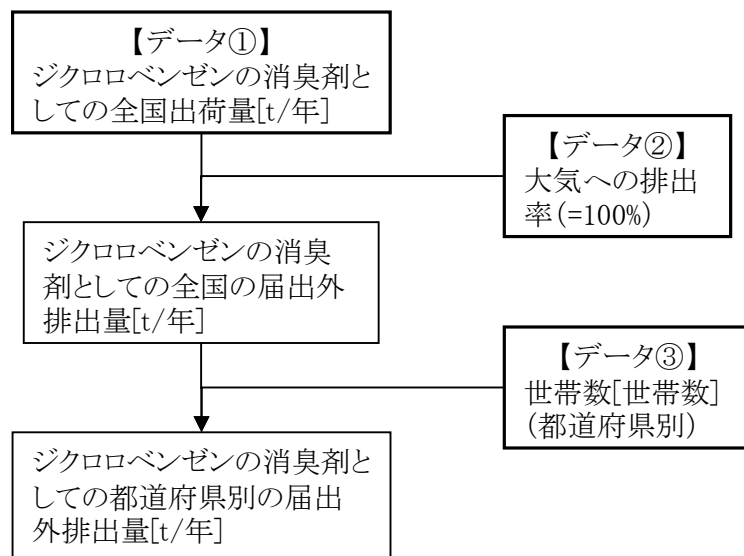 【データ①】
ジクロロベンゼンの消臭剤と
しての全国出荷量[t/年]
【データ②】
大気への排出
率(=100%)
ジクロロベンゼンの消臭
剤としての全国の届出外
排出量[t/年]
【データ③】
世帯数[世帯数]
(都道府県別)
ジクロロベンゼンの消臭剤と
しての都道府県別の届出
外排出量[t/年]